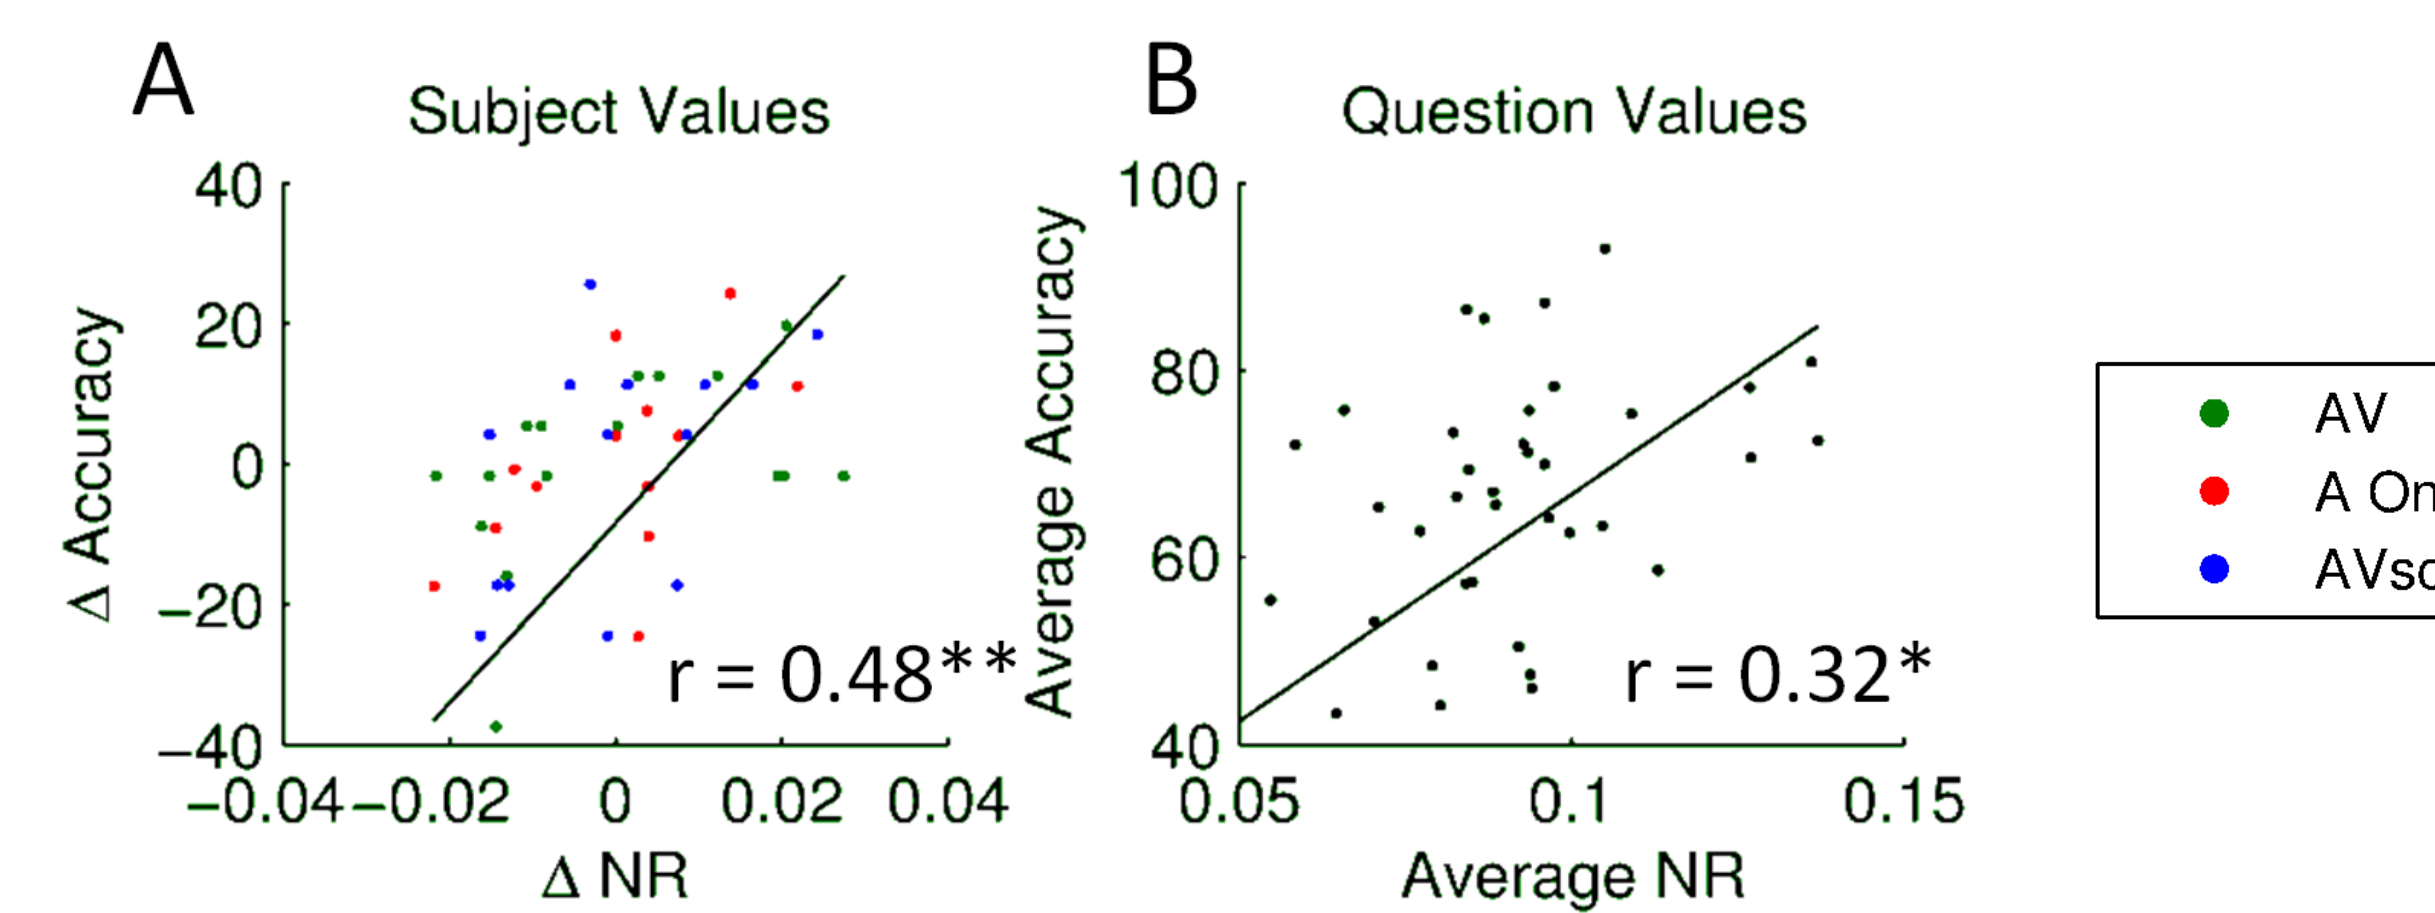 A
Subject Values
40
20
0
−20
−40
−0.04
−0.02
0
0.02
0.04
Δ Accuracy
Δ NR
r = 0.48**
B
Question Values
100
80
60
40
0.05
0.1
0.15
Average Accuracy
Average NR
r = 0.32*
AV
A